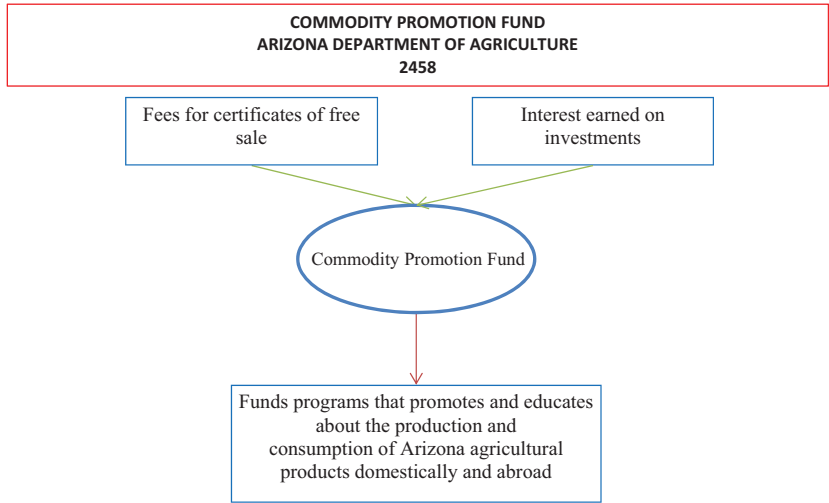 COMMODITY PROMOTION FUND
ARIZONA DEPARTMENT OF AGRICULTURE
2458
Fees for certificates of free
sale
Interest earned on
investments
Commodity Promotion Fund
Funds programs that promotes and educates
about the production and
consumption of Arizona agricultural
products domestically and abroad